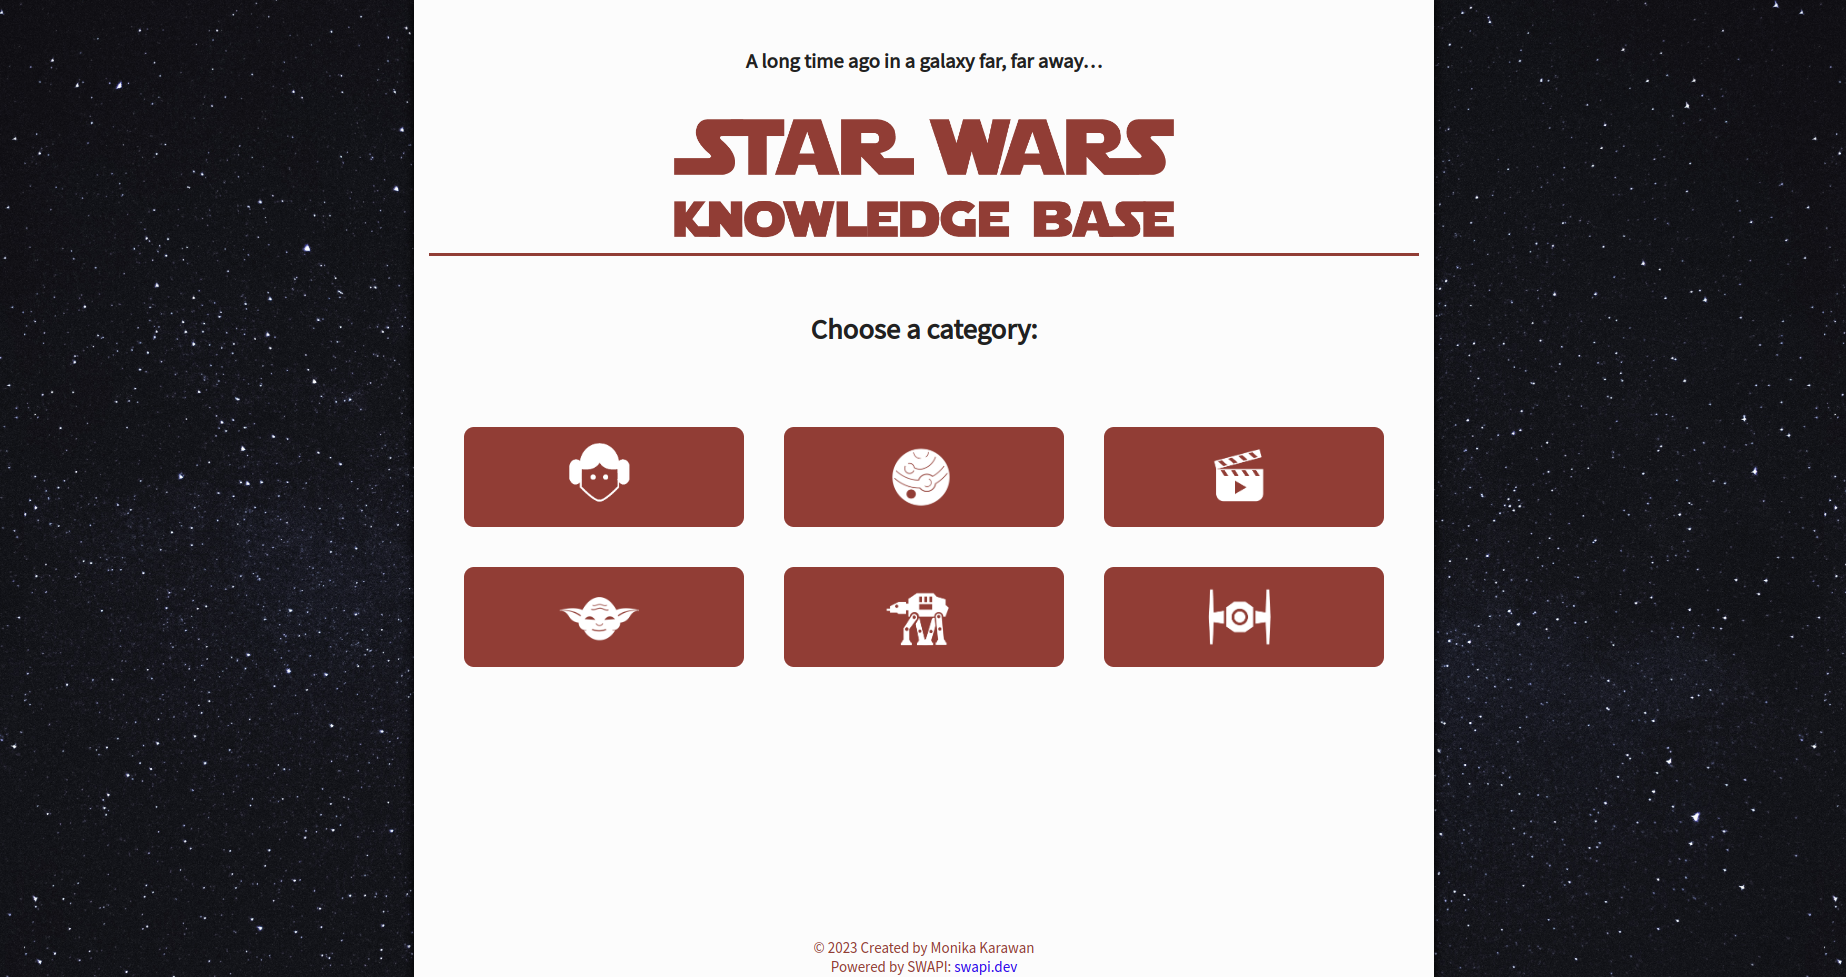 A long time ago in a galaxy far, far away...
STAR WARS
KNOWLEDGE BASE
Choose a category:
© 2023 Created by Monika Karawan
Powered by SWAPI: swapi.dev